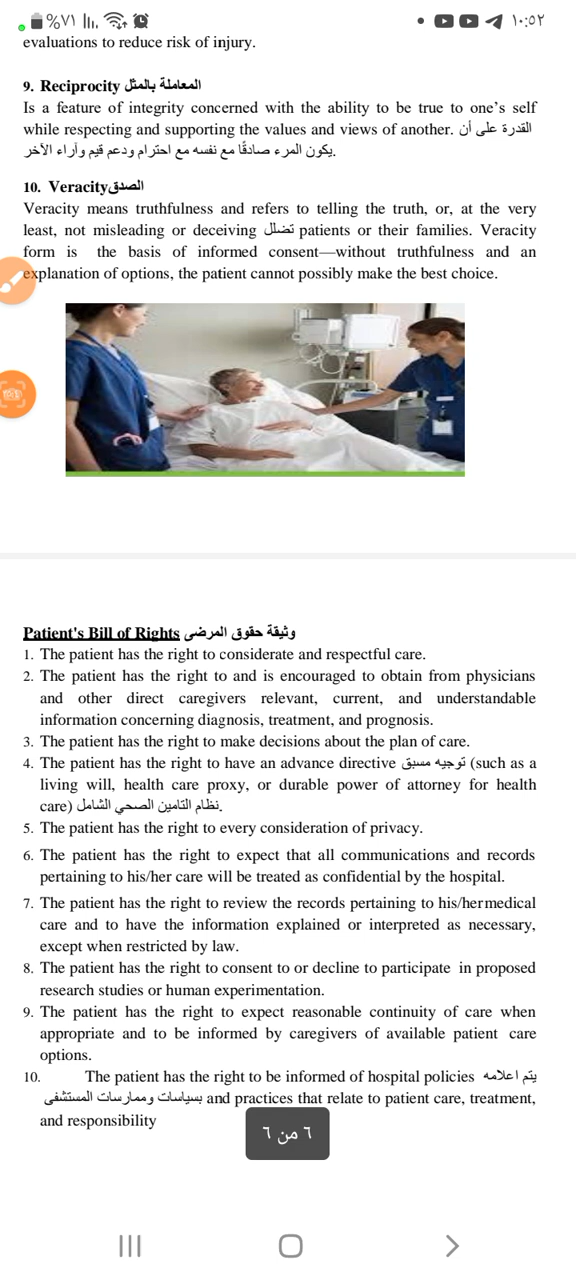 %٧١ ١٠:٥٢
evaluations to reduce risk of injury.
9. Reciprocity المعاملة بالمثل
Is a feature of integrity concerned with the ability to be true to one’s self
while respecting and supporting the values and views of another. القدرة على أن
يكون المرء صادقًا مع نفسه مع احترام ودعم قيم وآراء الآخر.
10. Veracity الصدق
Veracity means truthfulness and refers to telling the truth, or, at the very
least, not misleading or deceiving تضلل patients or their families. Veracity
form is the basis of informed consent—without truthfulness and an
explanation of options, the patient cannot possibly make the best choice.
Patient's Bill of Rights وثيقة حقوق المرضى
1. The patient has the right to considerate and respectful care.
2. The patient has the right to and is encouraged to obtain from physicians
and other direct caregivers relevant, current, and understandable
information concerning diagnosis, treatment, and prognosis.
3. The patient has the right to make decisions about the plan of care.
4. The patient has the right to have an advance directive توجيه مسبق (such as a
living will, health care proxy, or durable power of attorney for health
care) نظام التامين الصحي الشامل.
5. The patient has the right to every consideration of privacy.
6. The patient has the right to expect that all communications and records
pertaining to his/her care will be treated as confidential by the hospital.
7. The patient has the right to review the records pertaining to his/hermedical
care and to have the information explained or interpreted as necessary,
except when restricted by law.
8. The patient has the right to consent to or decline to participate in proposed
research studies or human experimentation.
9. The patient has the right to expect reasonable continuity of care when
appropriate and to be informed by caregivers of available patient care
options.
10. The patient has the right to be informed of hospital policies يتم اعلامه
بسياسات وممارسات المستشفى and practices that relate to patient care, treatment,
and responsibility
٦ من ٦